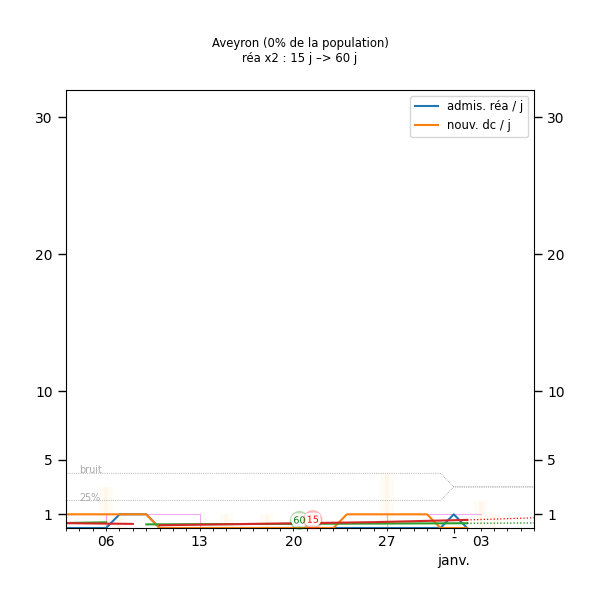 Aveyron (0% de la population)
réa x2 : 15 j –> 60 j
admis. réa / j
nouv. dc / j
30 30
20 20
10 10
5 5
bruit
25%
1 1
60 15
06 13 20 27 - 03
janv.